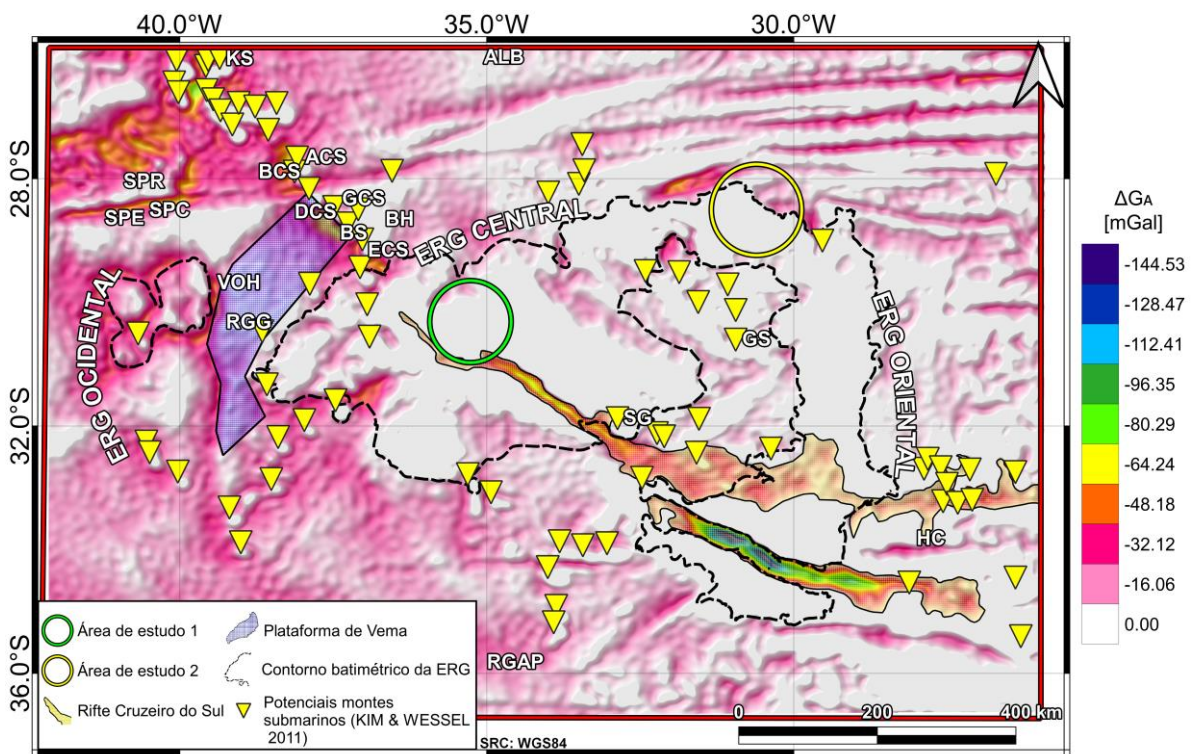 40.0°W
35.0°W
30.0°W
KS
ALB
28.0°S
ACS
BCS
SPR
SPE
SPC
DCS
GCS
BH
BS
ECS
ERG CENTRAL
VOH
ERG OCIDENTAL
RGG
ERG ORIENTAL
GS
32.0°S
SG
HC
36.0°S
RGAP
ΔGA
[mGal]
-144.53
-128.47
-112.41
-96.35
-80.29
-64.24
-48.18
-32.12
-16.06
0.00
Área de estudo 1
Plataforma de Vema
Área de estudo 2
Contorno batimétrico da ERG
Rifte Cruzeiro do Sul
Potenciais montes
submarinos (KIM & WESSEL
2011)
SRC: WGS84
0 200 400 km